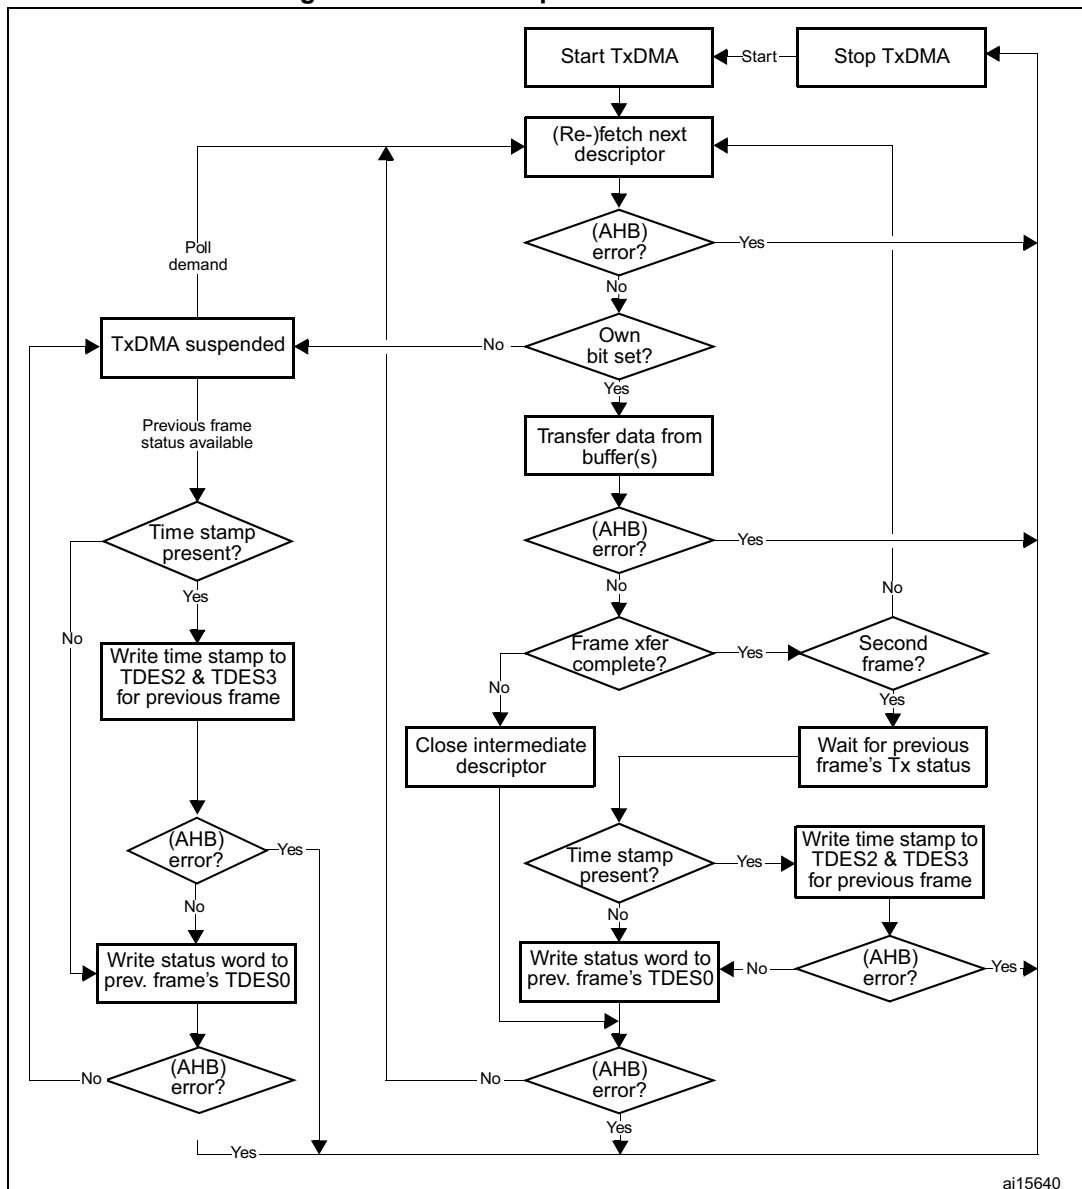 Start TxDMA
Start
Stop TxDMA
(Re-)fetch next
descriptor
(AHB)
error?
Yes
No
Poll
demand
TxDMA suspended
No
Own
bit set?
Yes
Previous frame
status available
Transfer data from
buffer(s)
Time stamp
present?
(AHB)
error?
Yes
No
No
Yes
No
Write time stamp to
TDES2 & TDES3
for previous frame
Frame xfer
complete?
Yes
Second
frame?
No
Yes
Close intermediate
descriptor
Wait for previous
frame's Tx status
(AHB)
error?
Yes
No
Time stamp
present?
Yes
Write time stamp to
TDES2 & TDES3
for previous frame
No
Write status word to
prev. frame's TDES0
Write status word to
prev. frame's TDES0
No
(AHB)
error?
Yes
No
(AHB)
error?
No
(AHB)
error?
Yes
Yes
ai15640